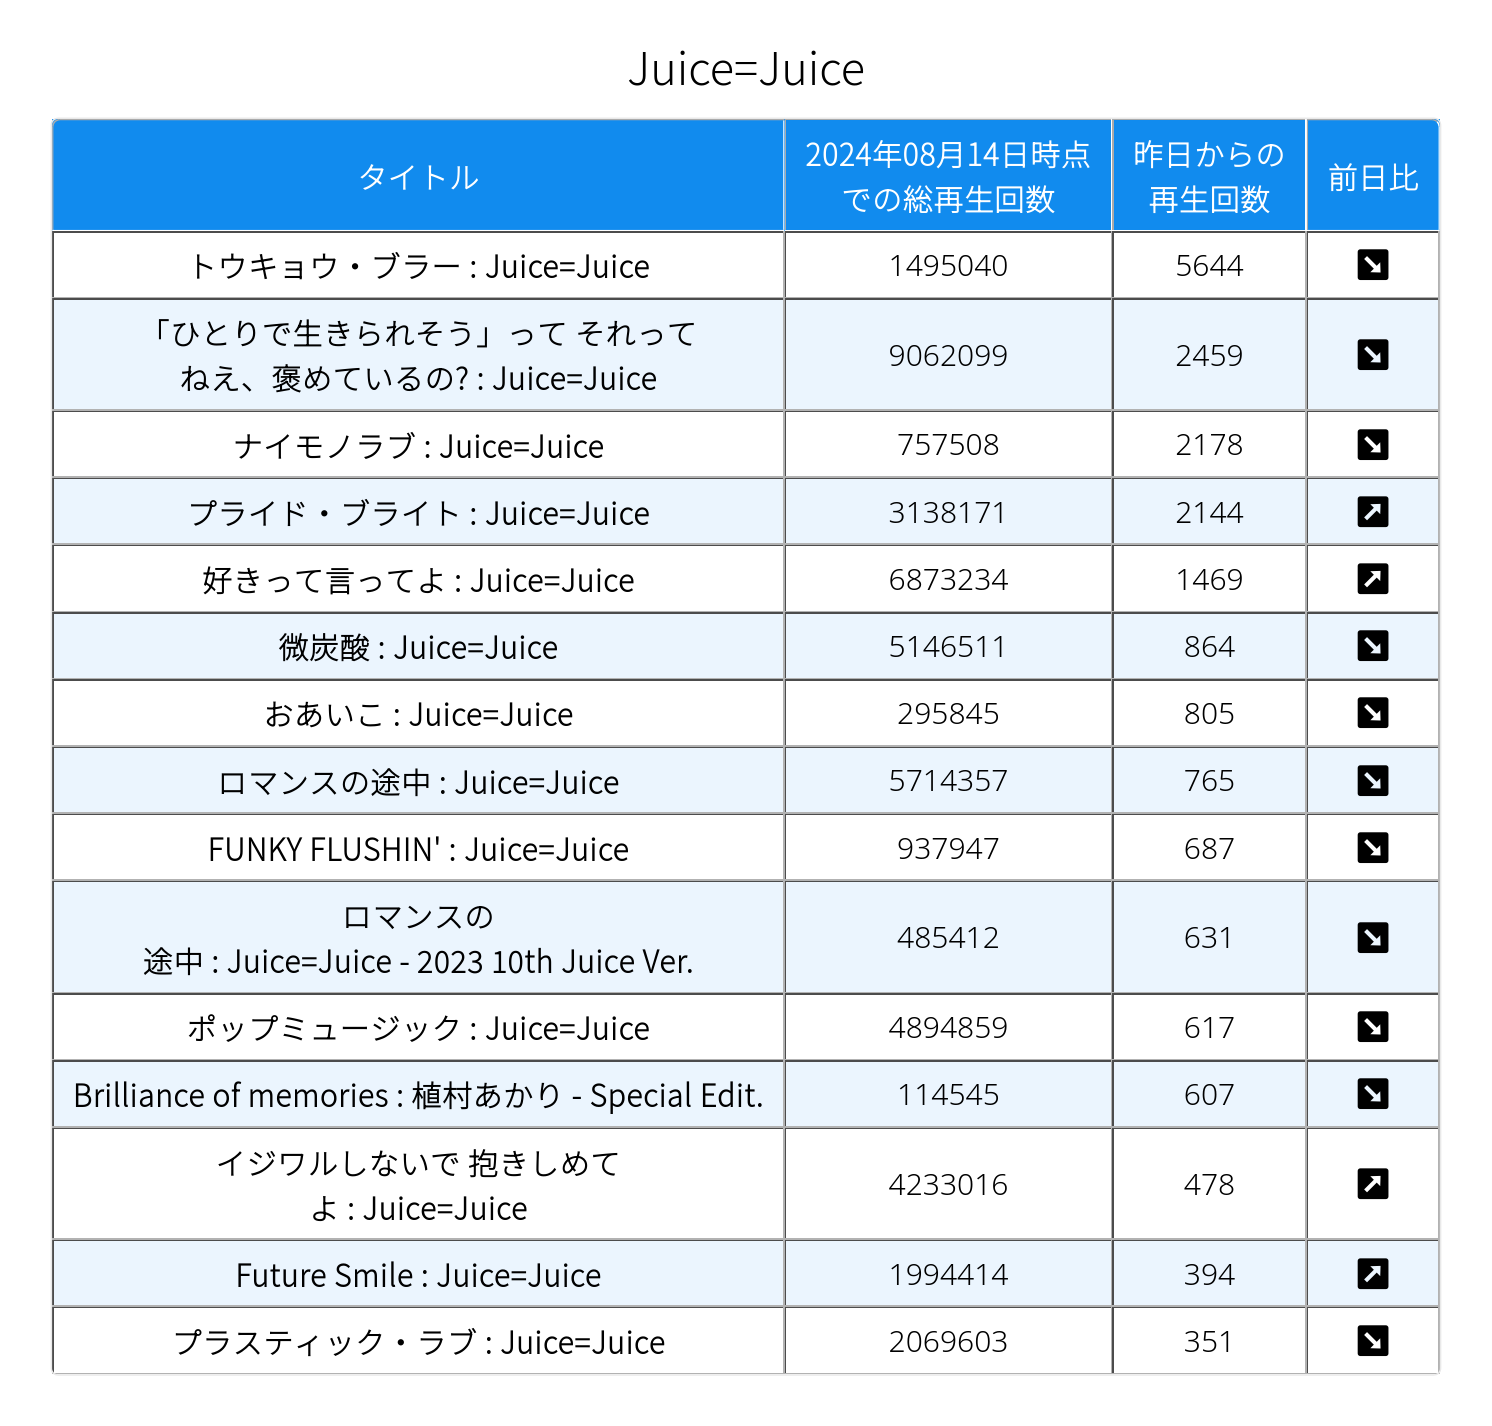 Juice=Juice
タイトル
2024年08月14日時点
での総再生回数
昨日からの
再生回数
前日比
トウキョウ・ブラー : Juice=Juice 1495040 5644
「ひとりで生きられそう」って それって
ねえ、褒めているの? : Juice=Juice 9062099 2459
ナイモノラブ : Juice=Juice 757508 2178
プライド・ブライト : Juice=Juice 3138171 2144
好きって言ってよ : Juice=Juice 6873234 1469
微炭酸 : Juice=Juice 5146511 864
おあいこ : Juice=Juice 295845 805
ロマンスの途中 : Juice=Juice 5714357 765
FUNKY FLUSHIN' : Juice=Juice 937947 687
ロマンスの
途中 : Juice=Juice - 2023 10th Juice Ver. 485412 631
ポップミュージック : Juice=Juice 4894859 617
Brilliance of memories : 植村あかり - Special Edit. 114545 607
イジワルしないで 抱きしめて
よ : Juice=Juice 4233016 478
Future Smile : Juice=Juice 1994414 394
プラスティック・ラブ : Juice=Juice 2069603 351